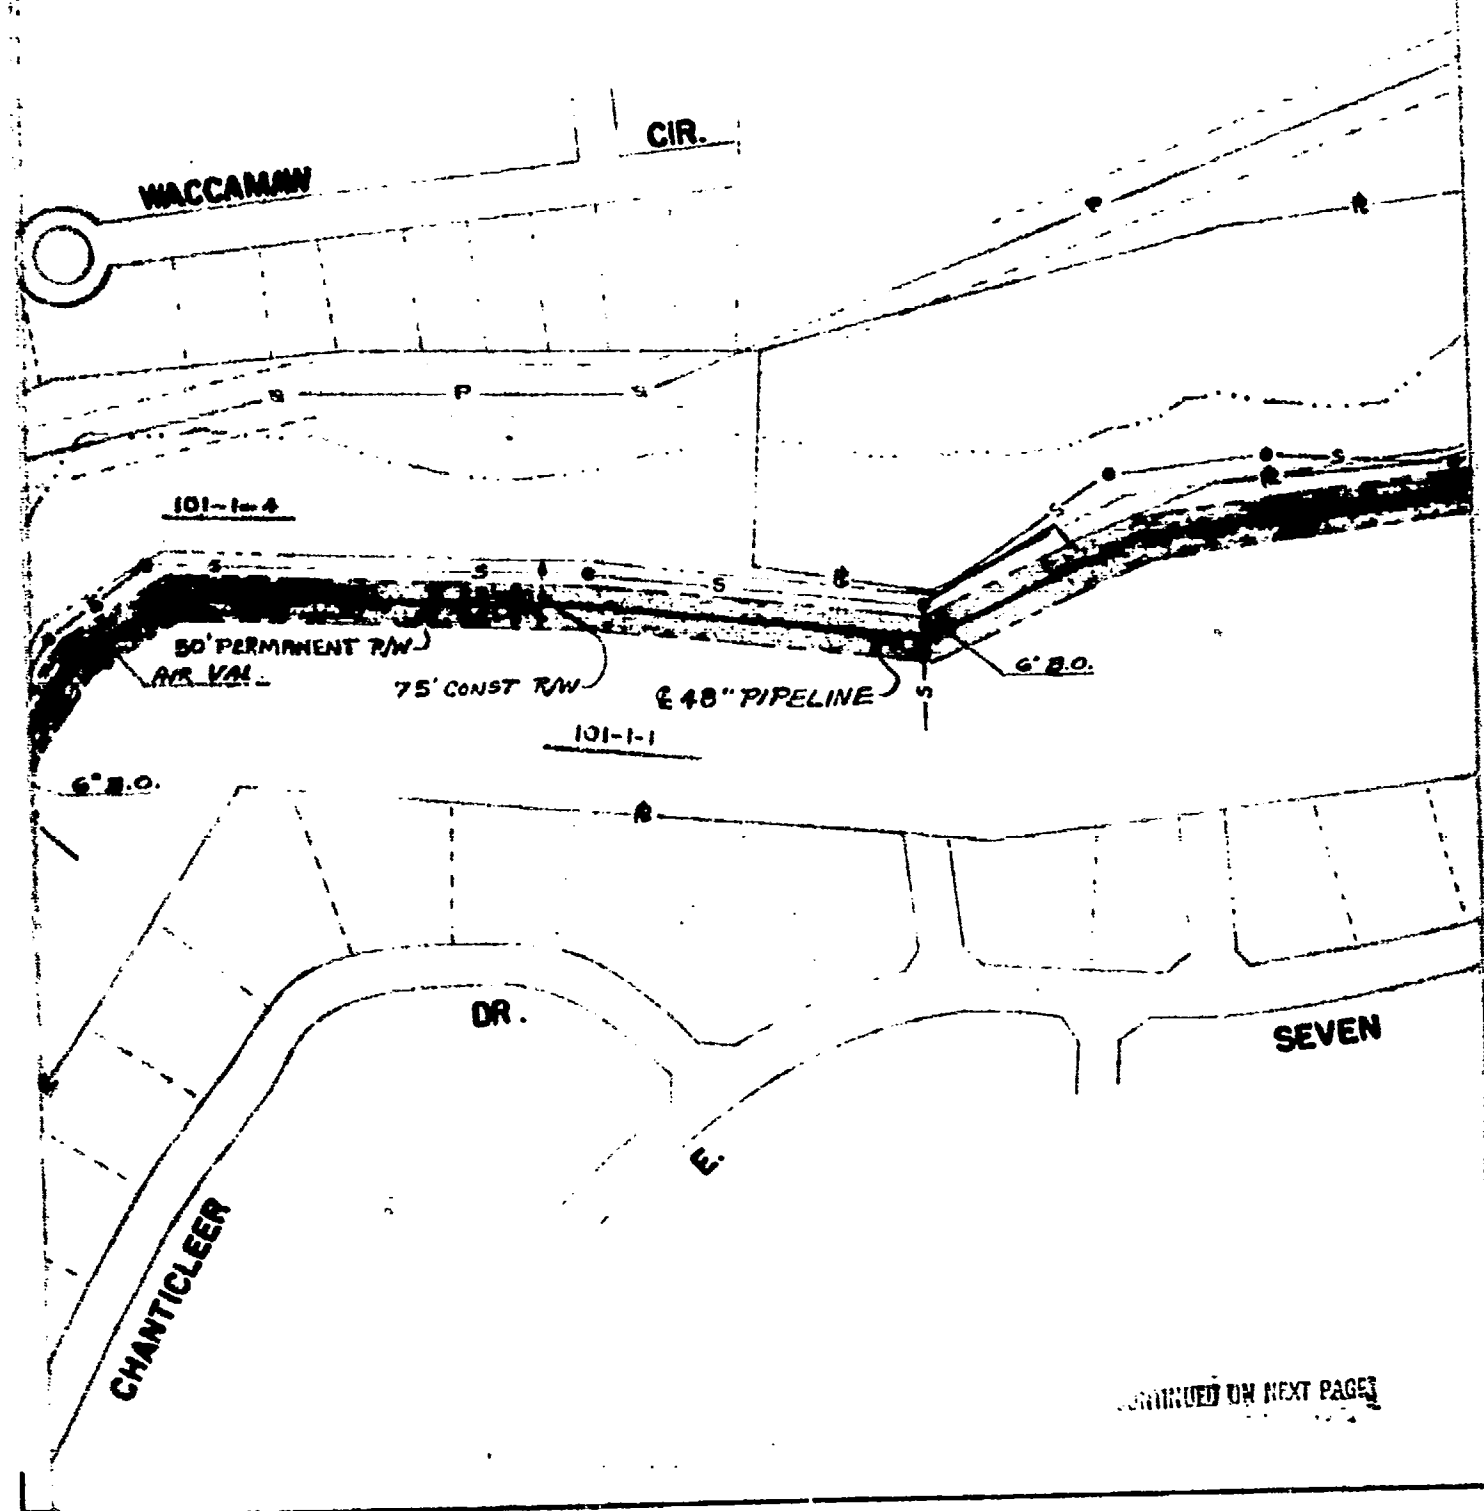 CIR.
WACCAMAW
P
P
S
S
101-1-4
S
S
S
S
S
50' PERMANENT R/W
AIR VAL.
75' CONST R/W
℄ 48" PIPELINE
6" B.O.
S
101-1-1
6" B.O.
DR.
SEVEN
E.
CHANTICLEER
CONTINUED ON NEXT PAGE